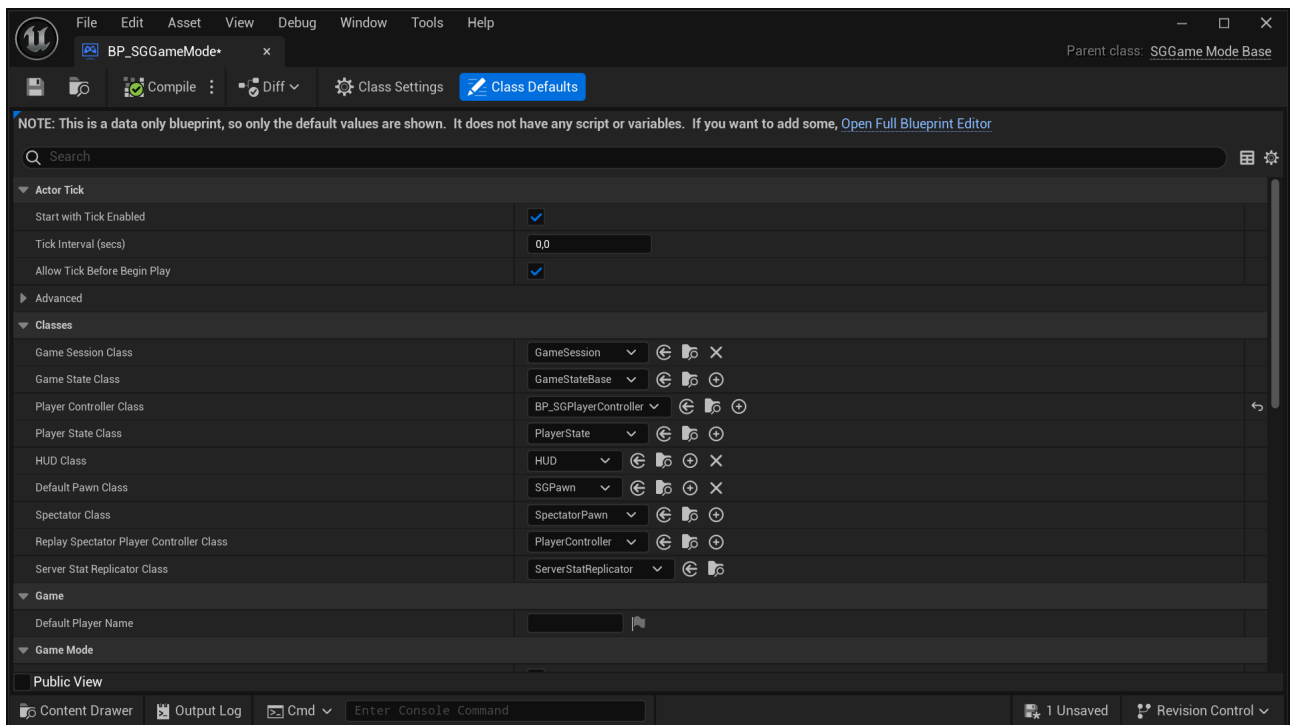 File Edit Asset View Debug Window Tools Help
BP_SGGameMode*
Parent class: SGGame Mode Base
Compile Diff Class Settings Class Defaults
NOTE: This is a data only blueprint, so only the default values are shown. It does not have any script or variables. If you want to add some, Open Full Blueprint Editor
Search
Actor Tick
Start with Tick Enabled
Tick Interval (secs) 0,0
Allow Tick Before Begin Play
Advanced
Classes
Game Session Class GameSession
Game State Class GameStateBase
Player Controller Class BP_SGPlayerController
Player State Class PlayerState
HUD Class HUD
Default Pawn Class SGPawn
Spectator Class SpectatorPawn
Replay Spectator Player Controller Class PlayerController
Server Stat Replicator Class ServerStatReplicator
Game
Default Player Name
Game Mode
Public View
Content Drawer Output Log Cmd Enter Console Command 1 Unsaved Revision Control